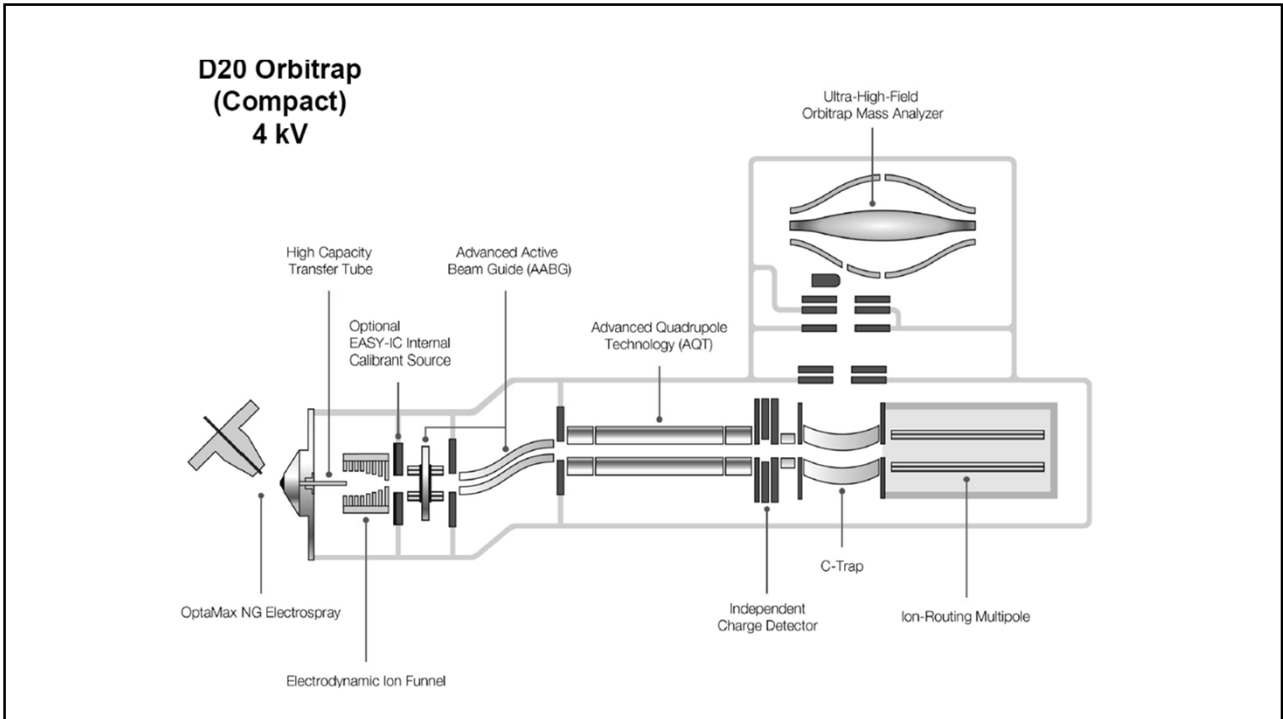 D20 Orbitrap
(Compact)
4 kV
Ultra-High-Field
Orbitrap Mass Analyzer
High Capacity
Transfer Tube
Advanced Active
Beam Guide (AABG)
Optional
EASY-IC Internal
Calibrant Source
Advanced Quadrupole
Technology (AQT)
C-Trap
OptaMax NG Electrospray
Independent
Charge Detector
Ion-Routing Multipole
Electrodynamic Ion Funnel